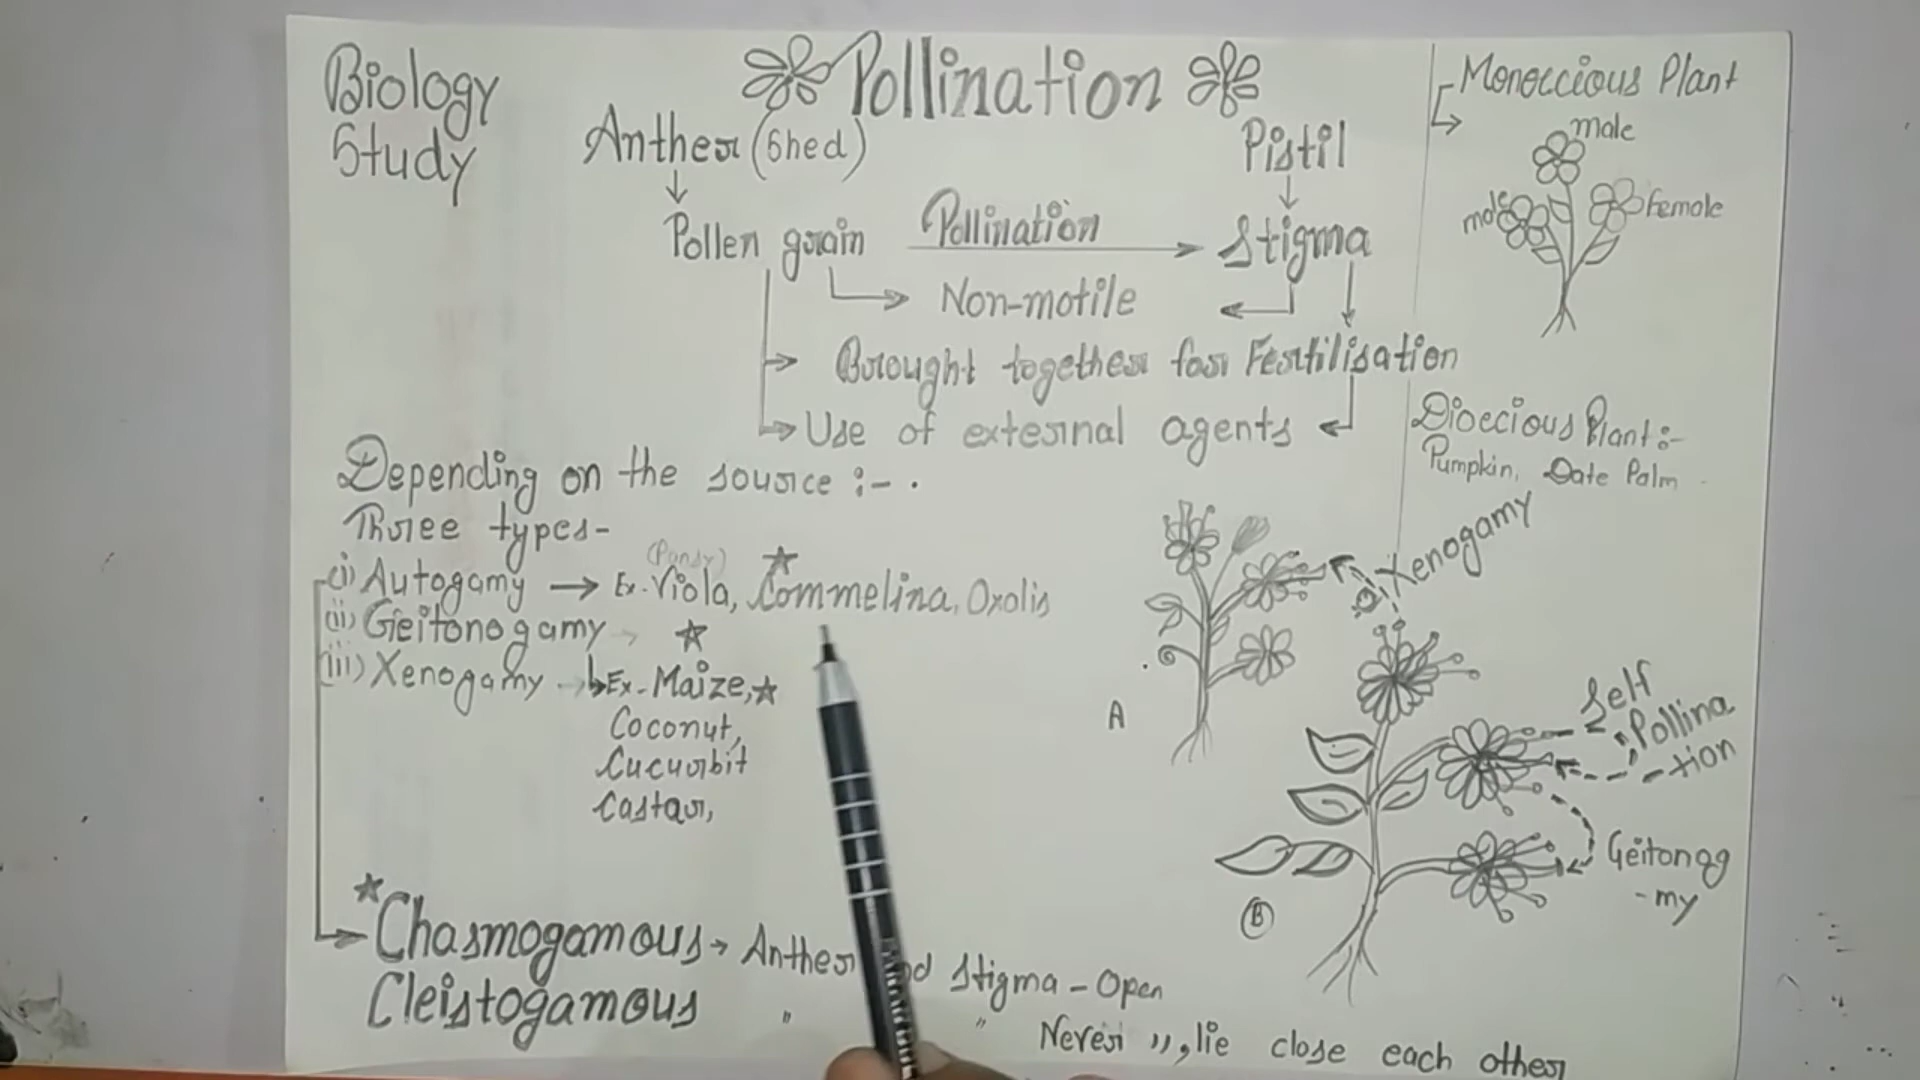 Biology
Study
Pollination
Anther (Shed)
Pistil
Pollen grain
Pollination
Stigma
Non-motile
Brought together for Fertilisation
Use of external agents
Depending on the source :-
Three types-
(Pansy)
(i) Autogamy → Ex. Viola, Commelina, Oxolis
(ii) Geitonogamy
(iii) Xenogamy → Ex- Maize,
Coconut,
Cucurbit
Castor,
Chasmogamous → Anther and Stigma - Open
Cleistogamous " " Never ", lie close each other
Monoecious Plant
male
male
Female
Dioecious Plant:-
Pumpkin, Date Palm
Xenogamy
A
Self
Pollina
-tion
Geitonog
-my
B